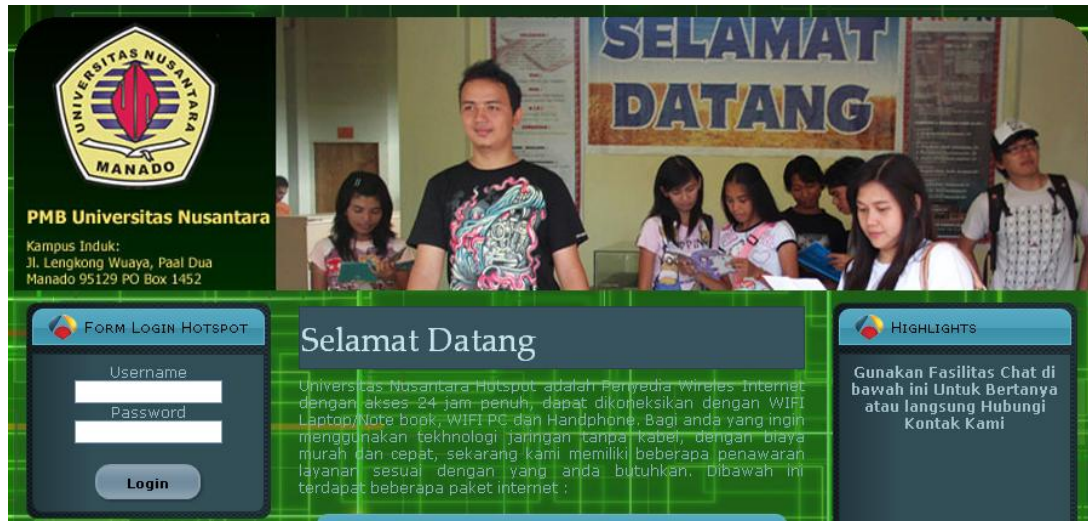 UNIVERSITAS NUSANTARA
MANADO
SELAMAT
DATANG
PMB Universitas Nusantara
Kampus Induk:
Jl. Lengkong Wuaya, Paal Dua
Manado 95129 PO Box 1452
Form Login Hotspot
Username
Password
Login
Selamat Datang
Universitas Nusantara Hotspot adalah Penyedia Wireles Internet
dengan akses 24 jam penuh, dapat dikoneksikan dengan WIFI
Laptop/Note book, WIFI PC dan Handphone. Bagi anda yang ingin
menggunakan tekhnologi jaringan tanpa kabel, dengan biaya
murah dan cepat, sekarang kami memiliki beberapa penawaran
layanan sesuai dengan yang anda butuhkan. Dibawah ini
terdapat beberapa paket internet :
Highlights
Gunakan Fasilitas Chat di
bawah ini Untuk Bertanya
atau langsung Hubungi
Kontak Kami